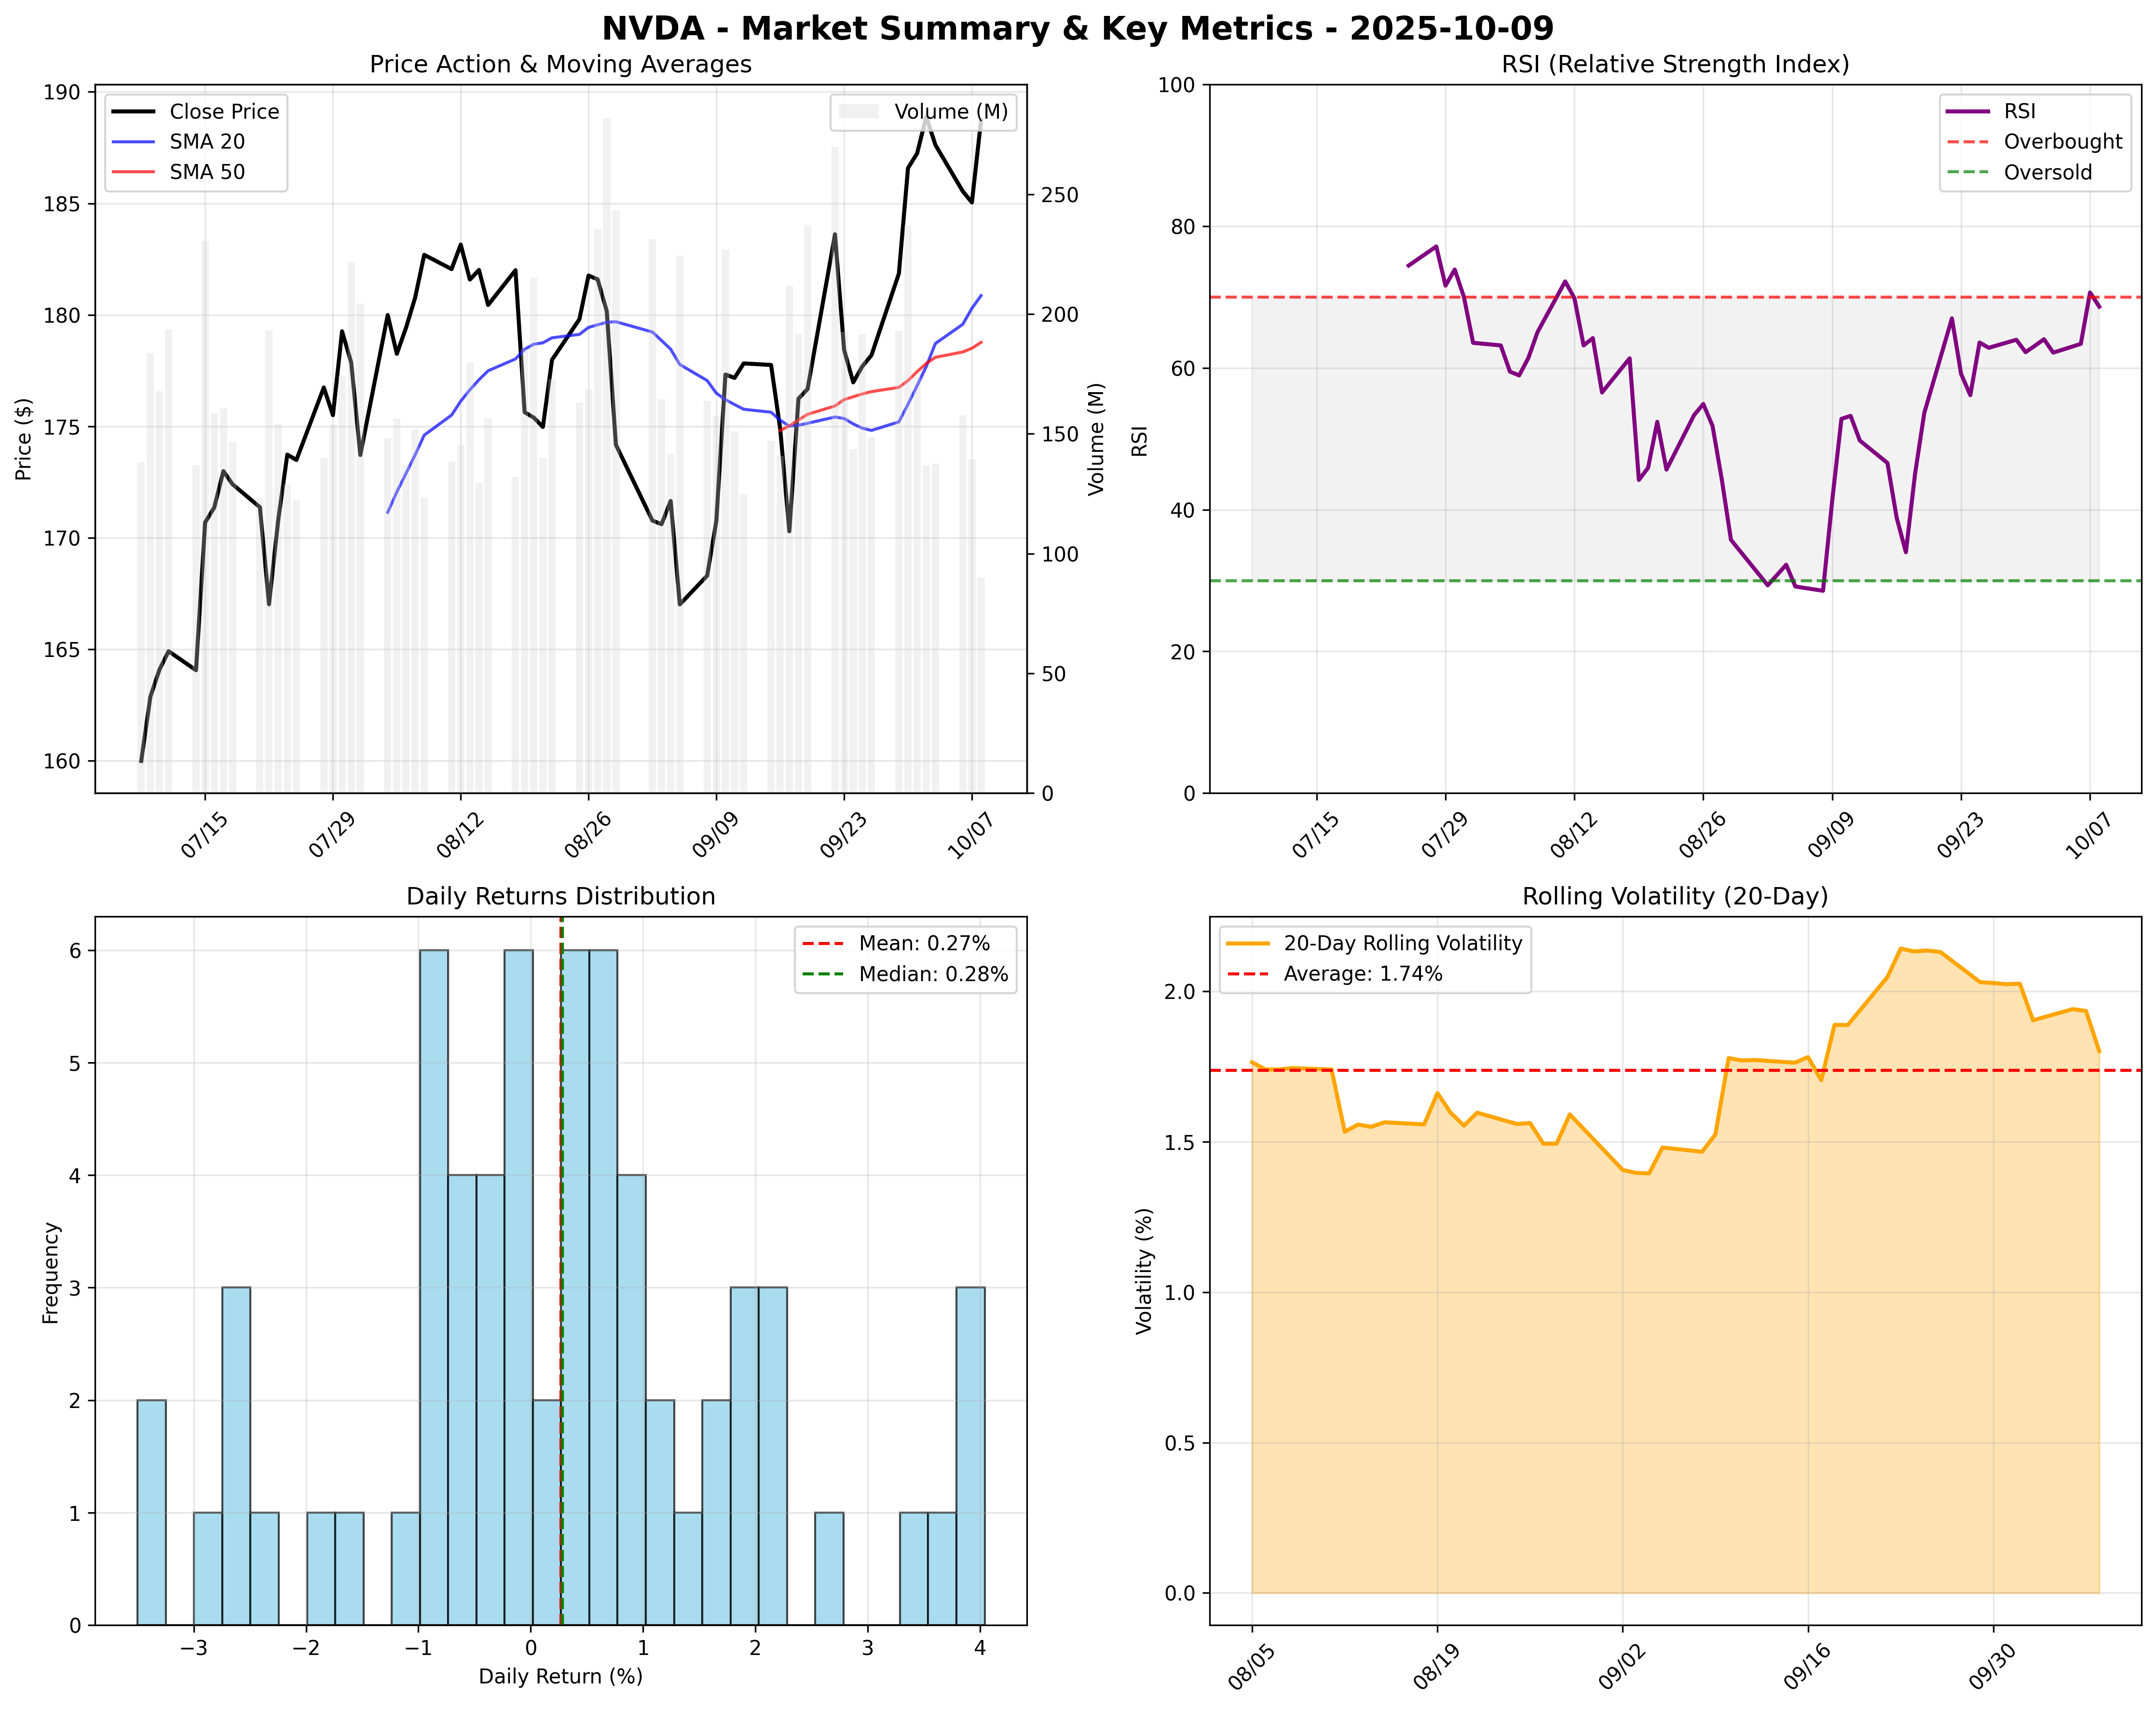 NVDA - Market Summary & Key Metrics - 2025-10-09
Price Action & Moving Averages
Close Price
SMA 20
SMA 50
Volume (M)
190
185
180
175
170
165
160
Price ($)
250
200
150
100
50
0
Volume (M)
07/15
07/29
08/12
08/26
09/09
09/23
10/07
RSI (Relative Strength Index)
RSI
Overbought
Oversold
100
80
60
40
20
0
RSI
07/15
07/29
08/12
08/26
09/09
09/23
10/07
Daily Returns Distribution
Mean: 0.27%
Median: 0.28%
6
5
4
3
2
1
0
Frequency
−3
−2
−1
0
1
2
3
4
Daily Return (%)
Rolling Volatility (20-Day)
20-Day Rolling Volatility
Average: 1.74%
2.0
1.5
1.0
0.5
0.0
Volatility (%)
08/05
08/19
09/02
09/16
09/30